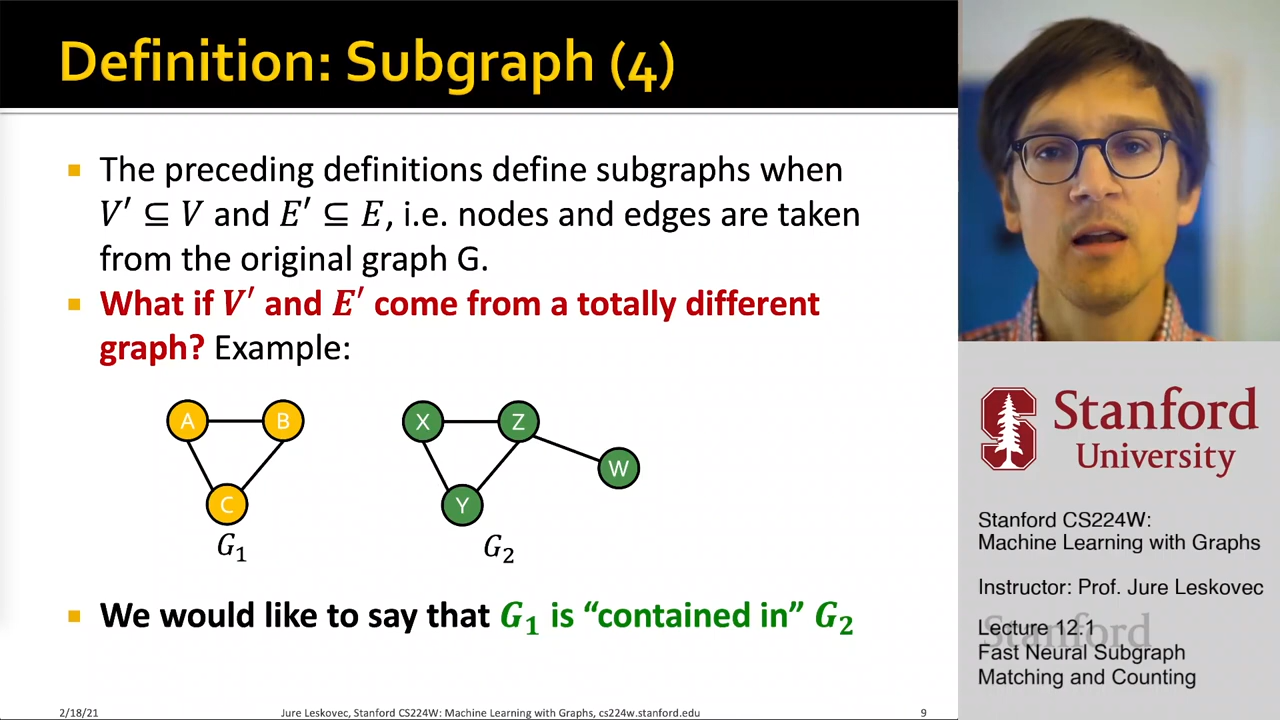 Definition: Subgraph (4)
The preceding definitions define subgraphs when
V′ ⊆ V and E′ ⊆ E, i.e. nodes and edges are taken
from the original graph G.
What if V′ and E′ come from a totally different
graph? Example:
A B
C
G₁
X Z
W
Y
G₂
We would like to say that G₁ is “contained in” G₂
2/18/21
Jure Leskovec, Stanford CS224W: Machine Learning with Graphs, cs224w.stanford.edu
9
Stanford
University
Stanford CS224W:
Machine Learning with Graphs
Instructor: Prof. Jure Leskovec
Stanford
Lecture 12.1
Fast Neural Subgraph
Matching and Counting